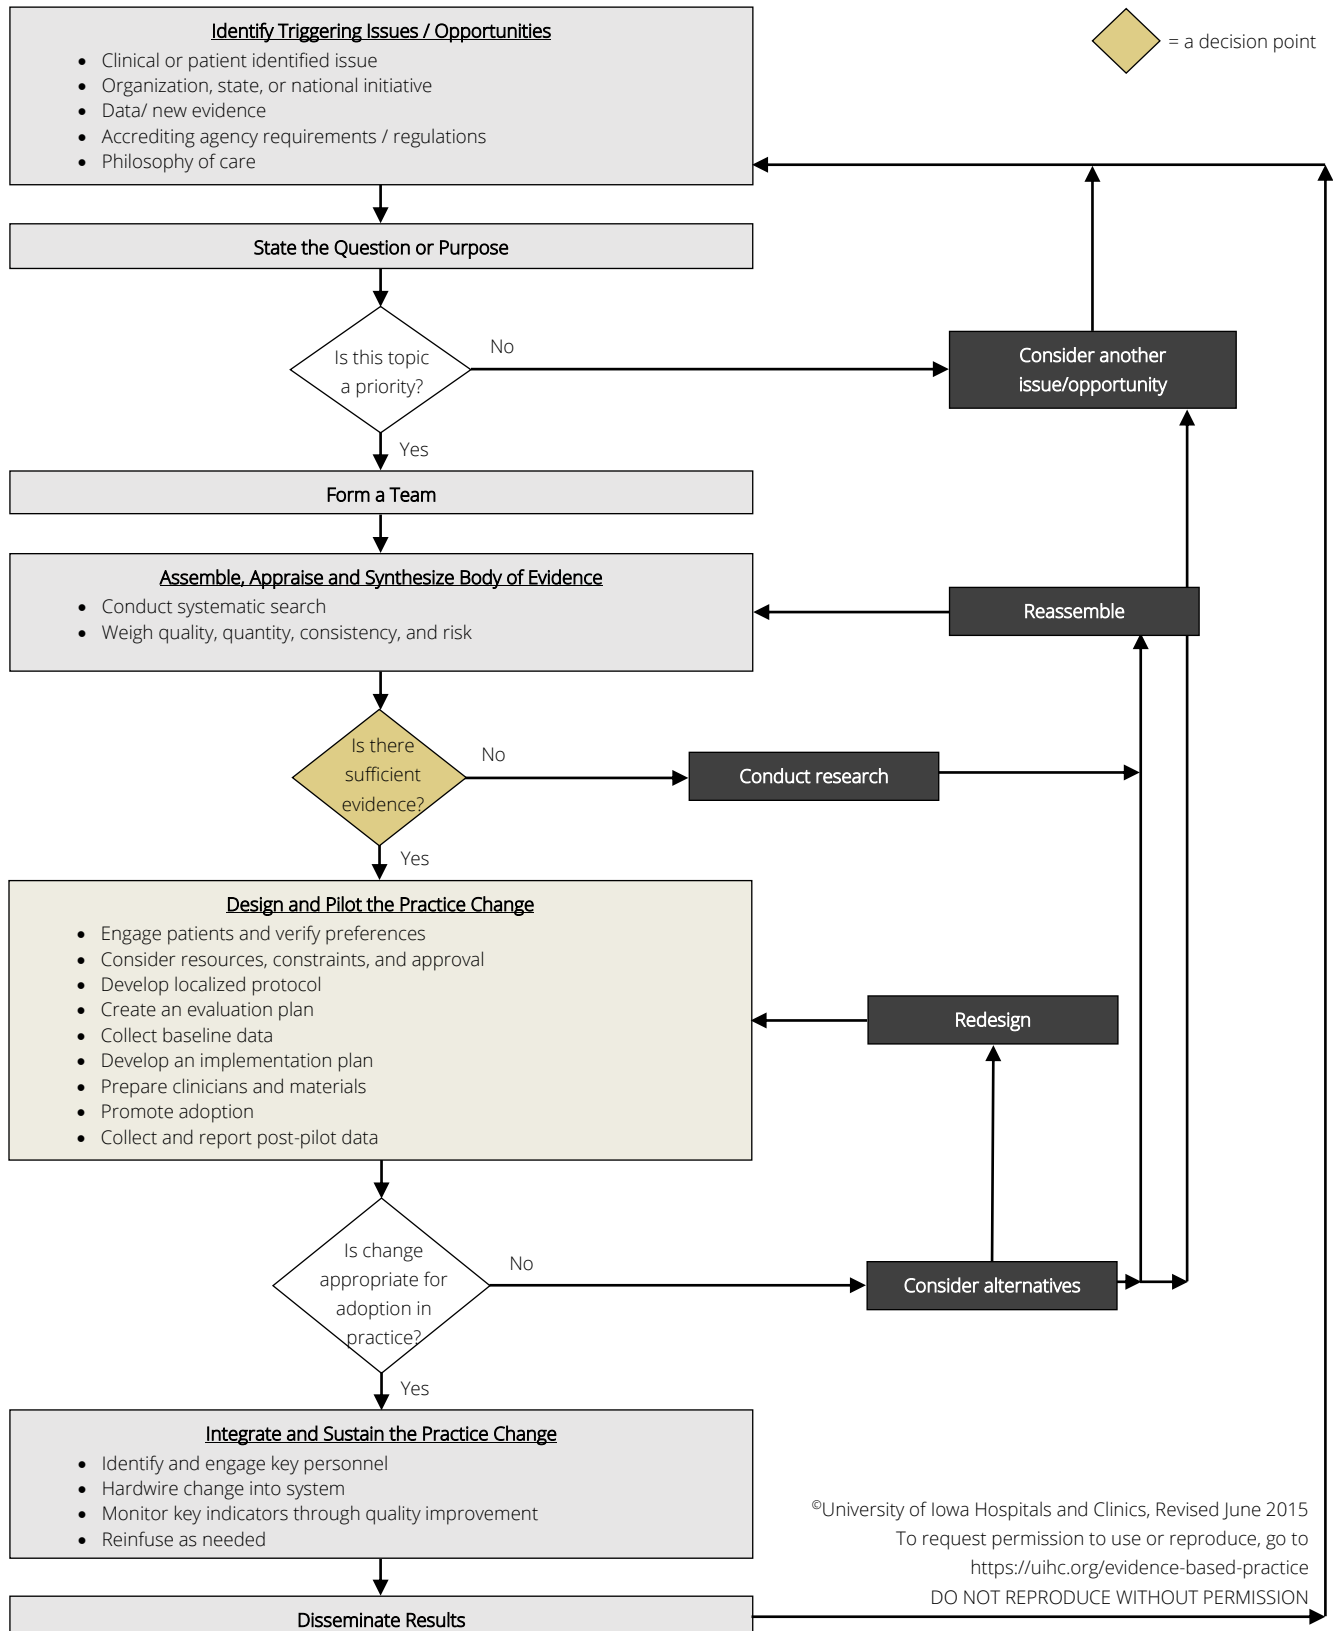 Identify Triggering Issues / Opportunities
• Clinical or patient identified issue
• Organization, state, or national initiative
• Data/ new evidence
• Accrediting agency requirements / regulations
• Philosophy of care
= a decision point
State the Question or Purpose
Is this topic
a priority?
No
Consider another
issue/opportunity
Yes
Form a Team
Assemble, Appraise and Synthesize Body of Evidence
• Conduct systematic search
• Weigh quality, quantity, consistency, and risk
Reassemble
Is there
sufficient
evidence?
No
Conduct research
Yes
Design and Pilot the Practice Change
• Engage patients and verify preferences
• Consider resources, constraints, and approval
• Develop localized protocol
• Create an evaluation plan
• Collect baseline data
• Develop an implementation plan
• Prepare clinicians and materials
• Promote adoption
• Collect and report post-pilot data
Redesign
Is change
appropriate for
adoption in
practice?
No
Consider alternatives
Yes
Integrate and Sustain the Practice Change
• Identify and engage key personnel
• Hardwire change into system
• Monitor key indicators through quality improvement
• Reinfuse as needed
©University of Iowa Hospitals and Clinics, Revised June 2015
To request permission to use or reproduce, go to
https://uihc.org/evidence-based-practice
DO NOT REPRODUCE WITHOUT PERMISSION
Disseminate Results